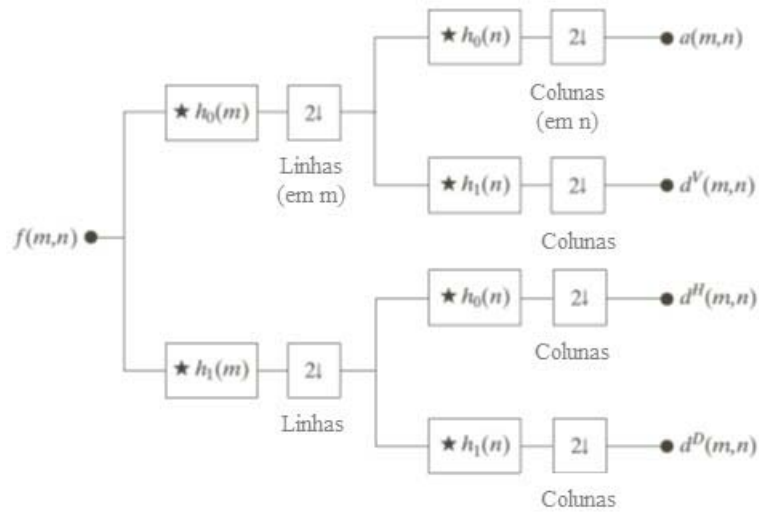 ★ h₀(n)
2↓
a(m,n)
Colunas
(em n)
★ h₀(m)
2↓
Linhas
(em m)
★ h₁(n)
2↓
dⱽ(m,n)
Colunas
f(m,n)
★ h₀(n)
2↓
dᴴ(m,n)
Colunas
★ h₁(m)
2↓
Linhas
★ h₁(n)
2↓
dᴰ(m,n)
Colunas